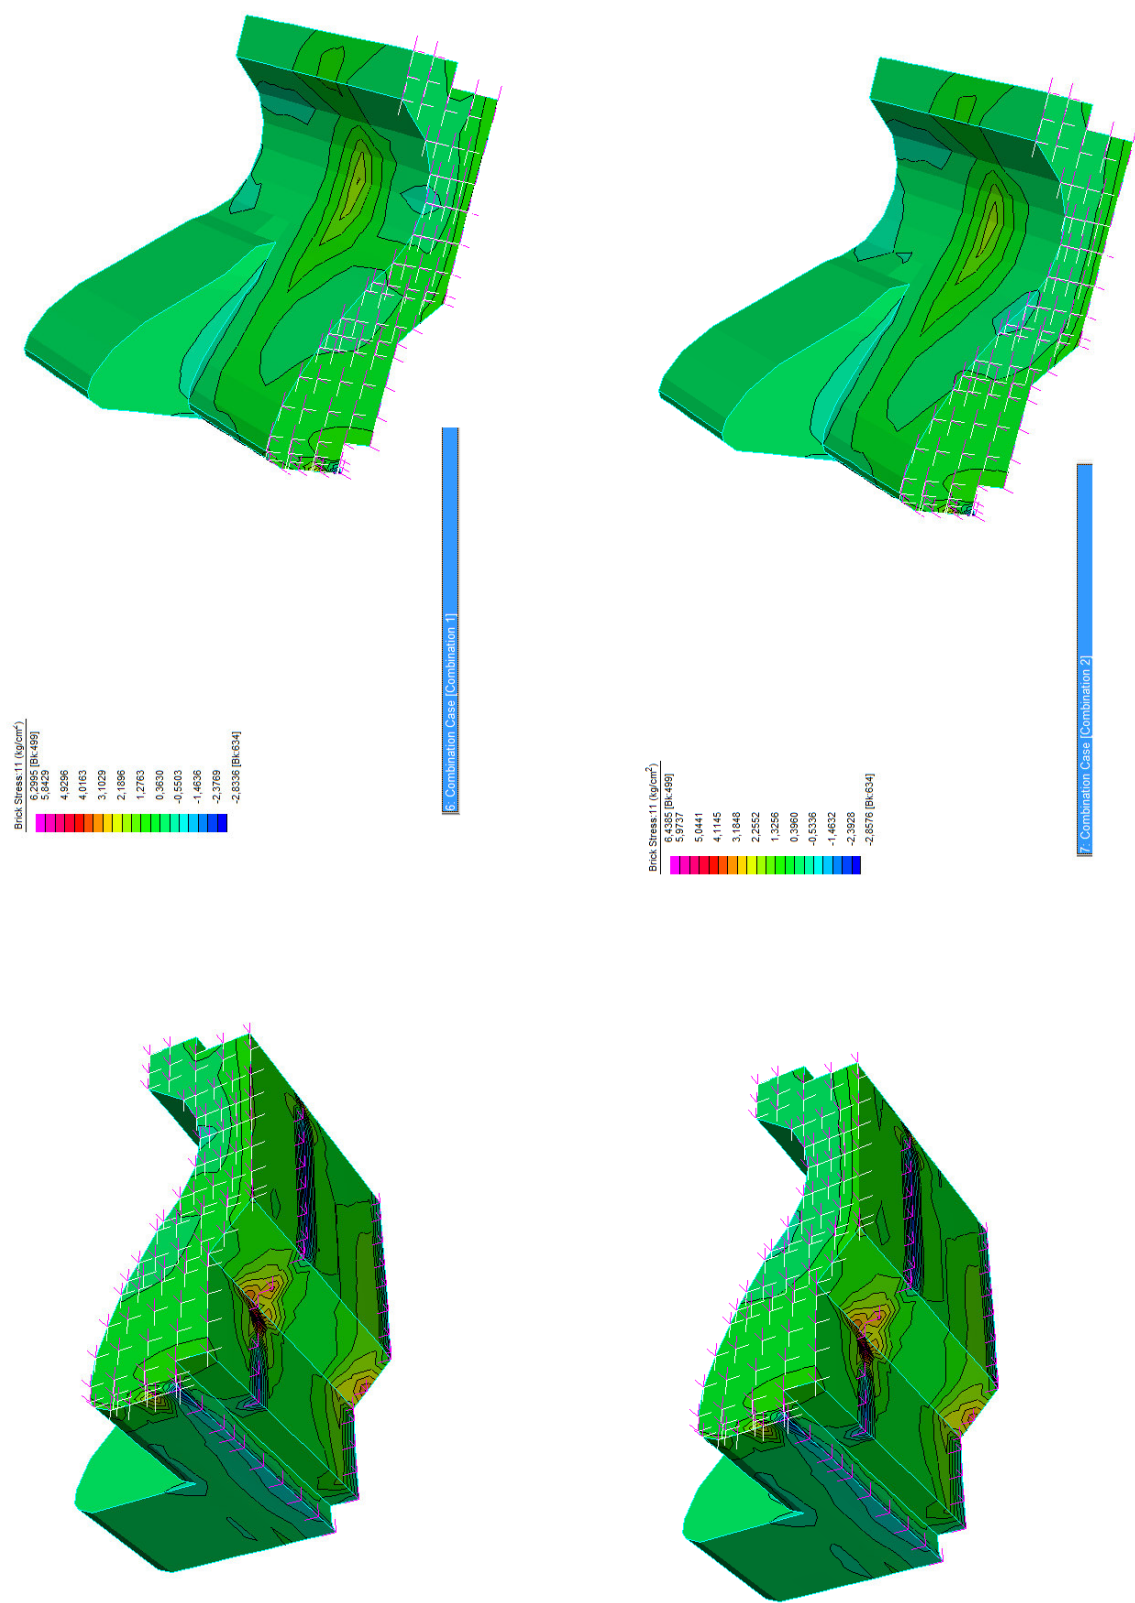 Brick Stress:11 (kg/cm²)
6,2995 [Bk:499]
5,8429
4,9296
4,0163
3,1029
2,1896
1,2763
0,3630
-0,5503
-1,4636
-2,3769
-2,8336 [Bk:634]
6: Combination Case [Combination 1]
Brick Stress:11 (kg/cm²)
6,4385 [Bk:499]
5,9737
5,0441
4,1145
3,1848
2,2552
1,3256
0,3960
-0,5336
-1,4632
-2,3928
-2,8576 [Bk:634]
7: Combination Case [Combination 2]